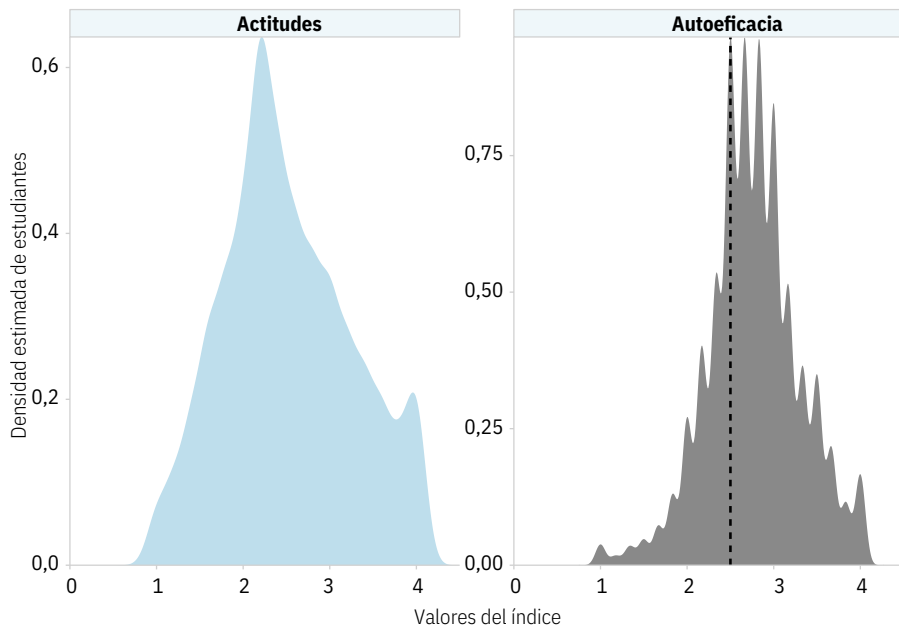 Actitudes
Autoeficacia
Densidad estimada de estudiantes
0,6
0,4
0,2
0,0
0 1 2 3 4
0,75
0,50
0,25
0,00
0 1 2 3 4
Valores del índice